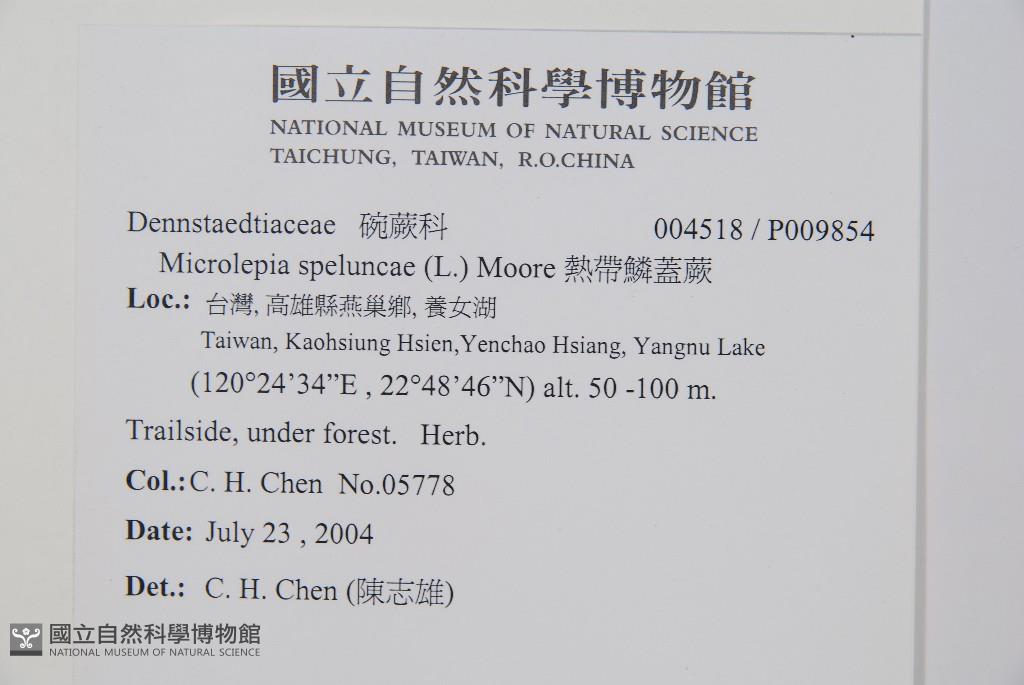 國立自然科學博物館
NATIONAL MUSEUM OF NATURAL SCIENCE
TAICHUNG, TAIWAN, R.O.CHINA
Dennstaedtiaceae 碗蕨科 004518 / P009854
Microlepia speluncae (L.) Moore 熱帶鱗蓋蕨
Loc.: 台灣, 高雄縣燕巢鄉, 養女湖
Taiwan, Kaohsiung Hsien,Yenchao Hsiang, Yangnu Lake
(120°24’34”E , 22°48’46”N) alt. 50 -100 m.
Trailside, under forest. Herb.
Col.: C. H. Chen No.05778
Date: July 23 , 2004
Det.: C. H. Chen (陳志雄)
國立自然科學博物館
NATIONAL MUSEUM OF NATURAL SCIENCE